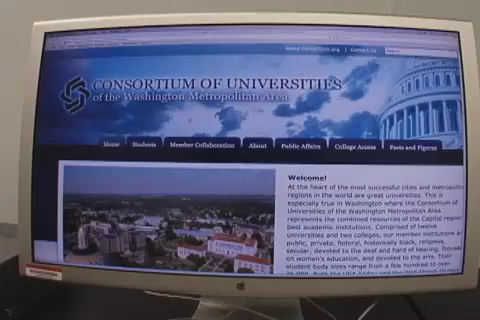 About Consortium.org | Contact Us
Search
CONSORTIUM OF UNIVERSITIES
of the Washington Metropolitan Area
Home Students Member Collaboration About Public Affairs College Access Facts and Figures
Welcome!
At the heart of the most successful cities and metropolitan
regions in the world are great universities. This is
especially true in Washington where the Consortium of
Universities of the Washington Metropolitan Area
represents the combined resources of the Capital region
best academic institutions. Comprised of twelve
universities and two colleges, our member institutions are
public, private, federal, historically black, religious,
secular, devoted to the deaf and hard of hearing, focused
on women's education, and devoted to the arts. Their
student body sizes range from a few hundred to over